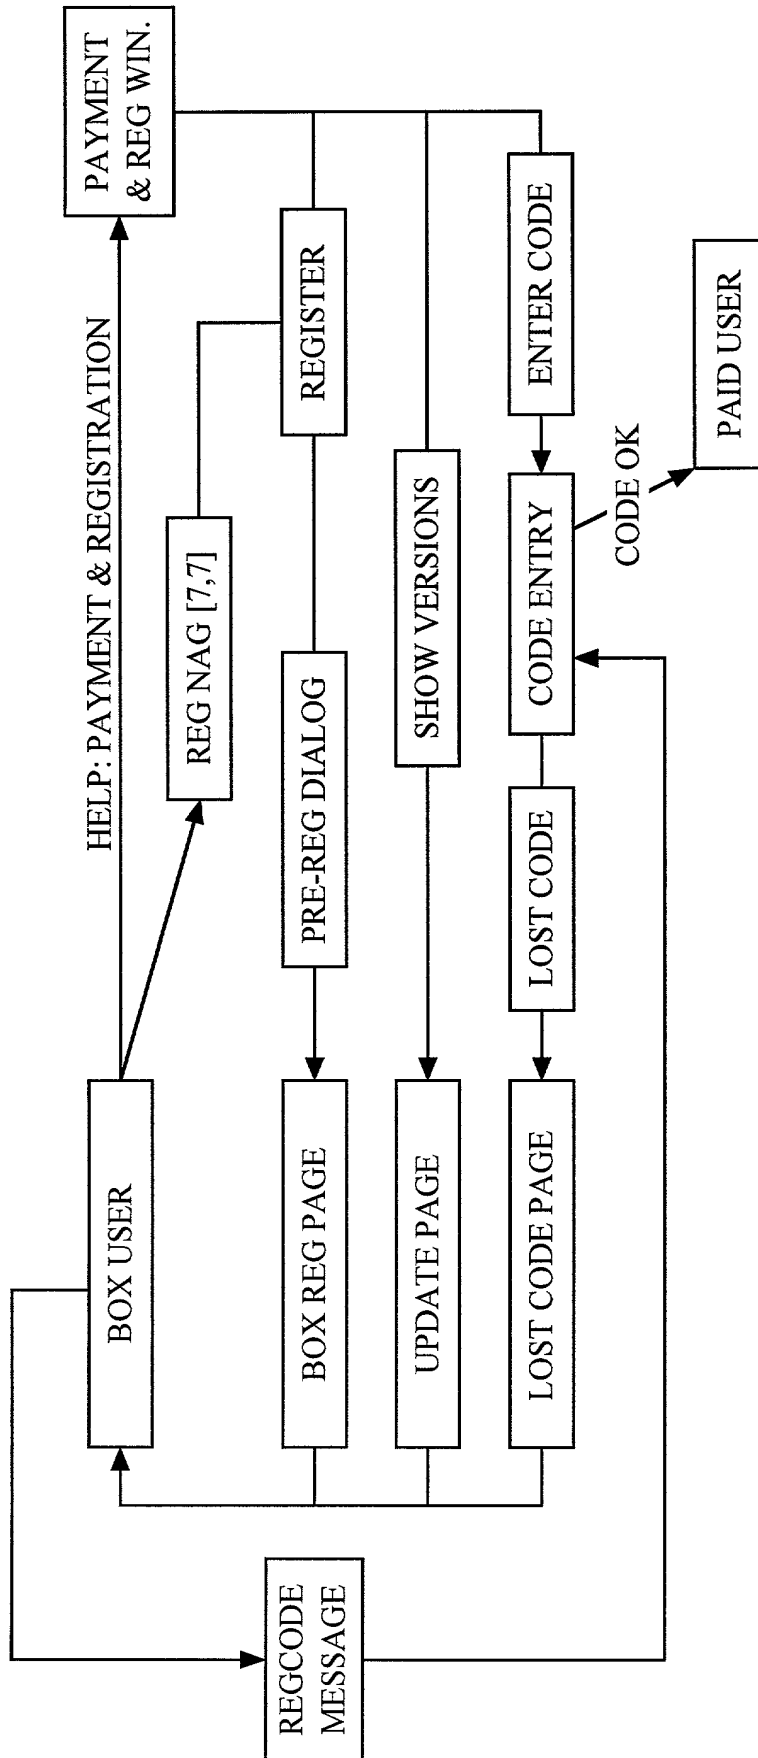 HELP: PAYMENT & REGISTRATION
PAYMENT
& REG WIN.
BOX USER
REG NAG [7,7]
REGCODE
MESSAGE
BOX REG PAGE
PRE-REG DIALOG
REGISTER
UPDATE PAGE
SHOW VERSIONS
LOST CODE PAGE
LOST CODE
CODE ENTRY
ENTER CODE
CODE OK
PAID USER